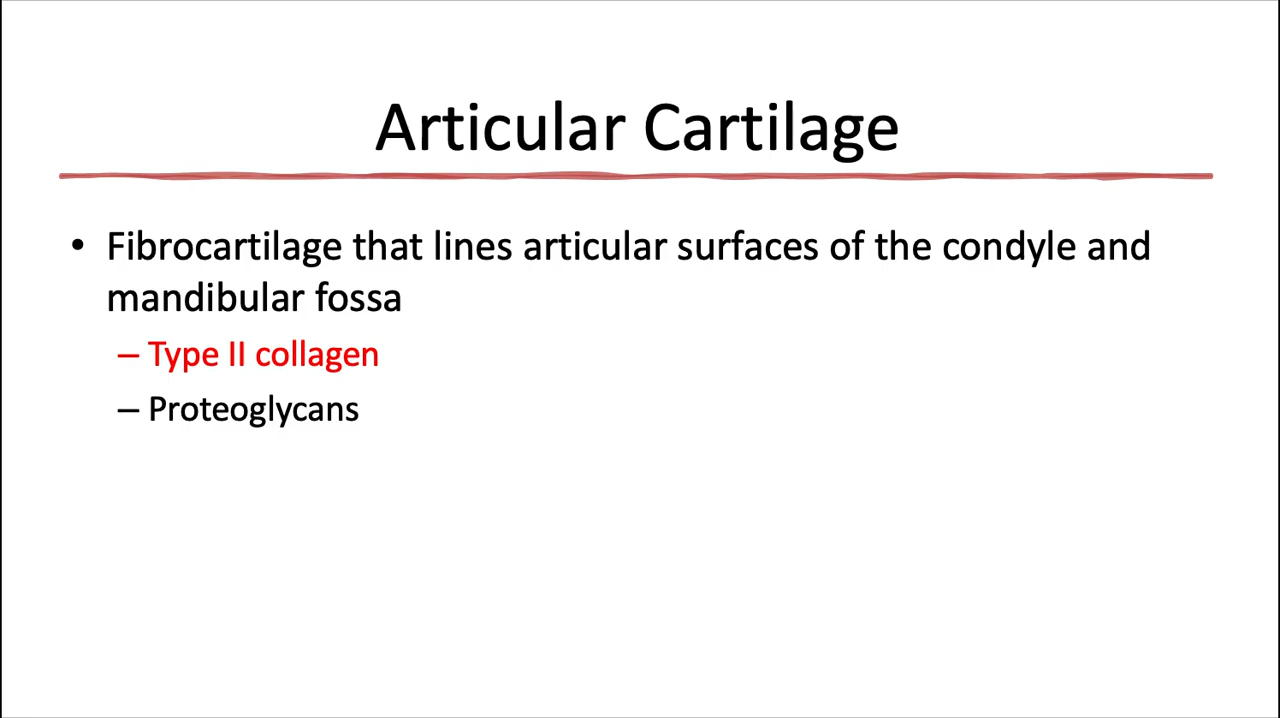 Articular Cartilage
• Fibrocartilage that lines articular surfaces of the condyle and
mandibular fossa
– Type II collagen
– Proteoglycans